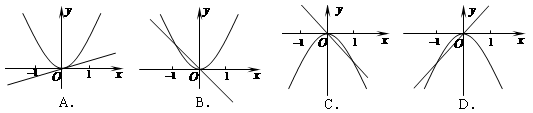 y y y y
-1 O 1 x -1 O 1 x -1 O 1 x -1 O 1 x
A. B. C. D.